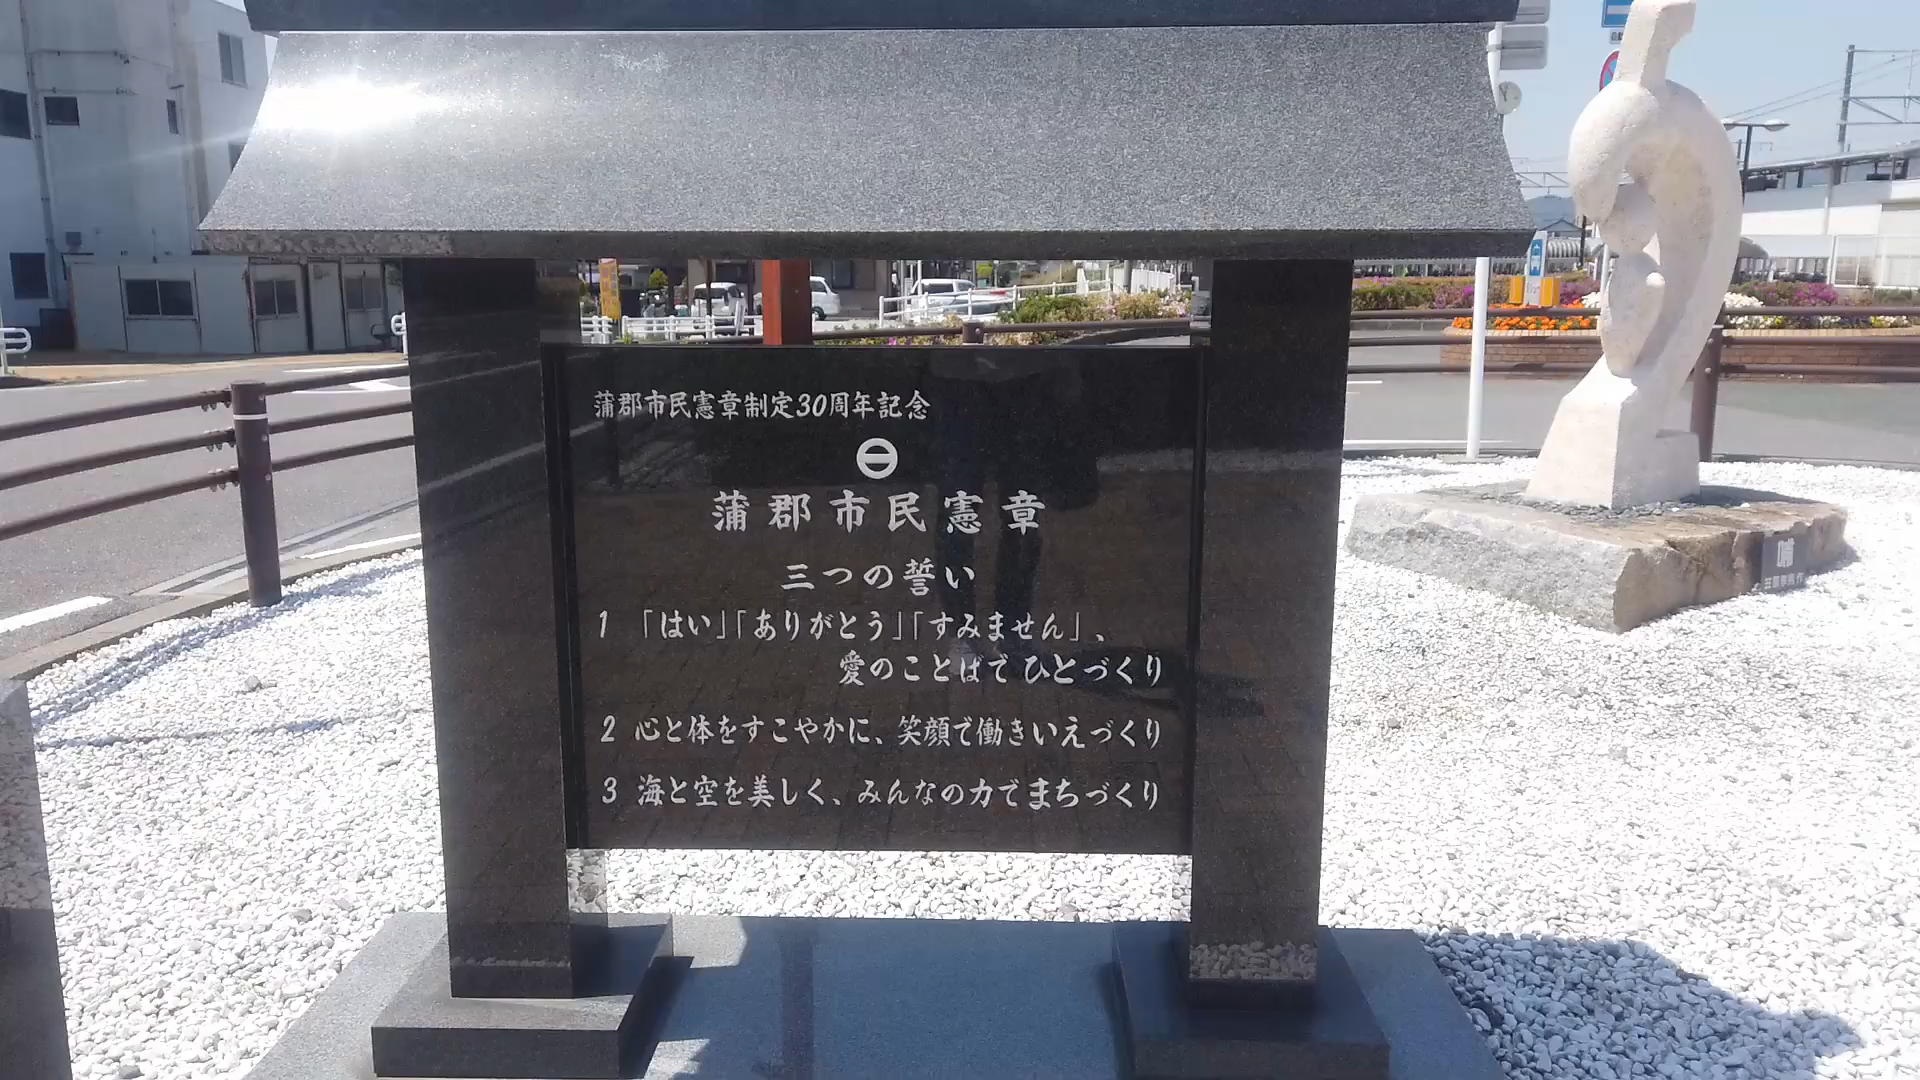 蒲郡市民憲章制定30周年記念
蒲郡市民憲章
三つの誓い
1 「はい」「ありがとう」「すみません」、
愛のことばで ひとづくり
2 心と体をすこやかに、笑顔で働きいえづくり
3 海と空を美しく、みんなの力でまちづくり